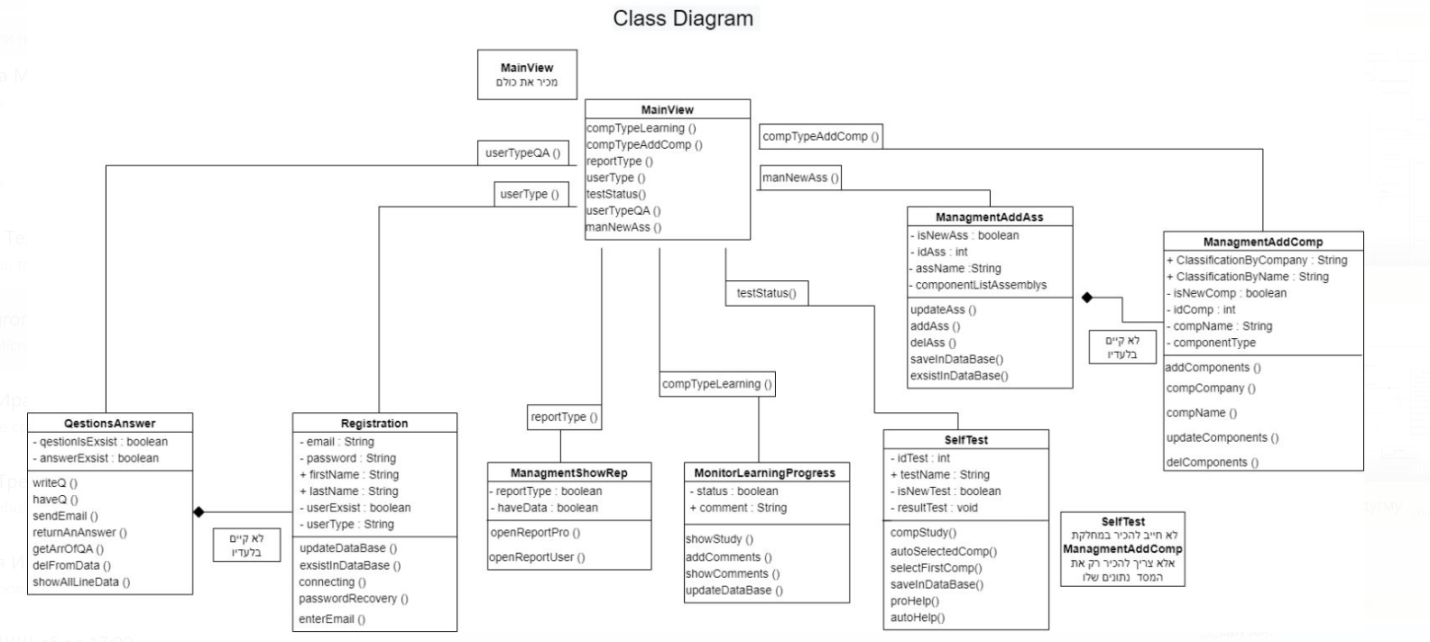 Class Diagram
MainView
מכיר את כולם
MainView
compTypeLearning ()
compTypeAddComp ()
reportType ()
userType ()
testStatus()
userTypeQA ()
manNewAss ()
userTypeQA ()
userType ()
compTypeAddComp ()
manNewAss ()
testStatus()
compTypeLearning ()
reportType ()
ManagmentAddAss
- isNewAss : boolean
- idAss : int
- assName :String
- componentListAssemblys
updateAss ()
addAss ()
delAss ()
saveInDataBase()
exsistInDataBase()
לא קיים
בלעדיו
ManagmentAddComp
+ ClassificationByCompany : String
+ ClassificationByName : String
- isNewComp : boolean
- idComp : int
- compName : String
- componentType
addComponents ()
compCompany ()
compName ()
updateComponents ()
delComponents ()
QestionsAnswer
- qestionIsExsist : boolean
- answerExsist : boolean
writeQ ()
haveQ ()
sendEmail ()
returnAnAnswer ()
getArrOfQA ()
delFromData ()
showAllLineData ()
לא קיים
בלעדיו
Registration
- email : String
- password : String
+ firstName : String
+ lastName : String
- userExsist : boolean
- userType : String
updateDataBase ()
exsistInDataBase ()
connecting ()
passwordRecovery ()
enterEmail ()
ManagmentShowRep
- reportType : boolean
- haveData : boolean
openReportPro ()
openReportUser ()
MonitorLearningProgress
- status : boolean
+ comment : String
showStudy ()
addComments ()
showComments ()
updateDataBase ()
SelfTest
- idTest : int
+ testName : String
- isNewTest : boolean
- resultTest : void
compStudy()
autoSelectedComp()
selectFirstComp()
saveInDataBase()
proHelp()
autoHelp()
SelfTest
לא חייב להכיר במחלקת
ManagmentAddComp
אלא צריך להכיר רק את
המסד נתונים שלו